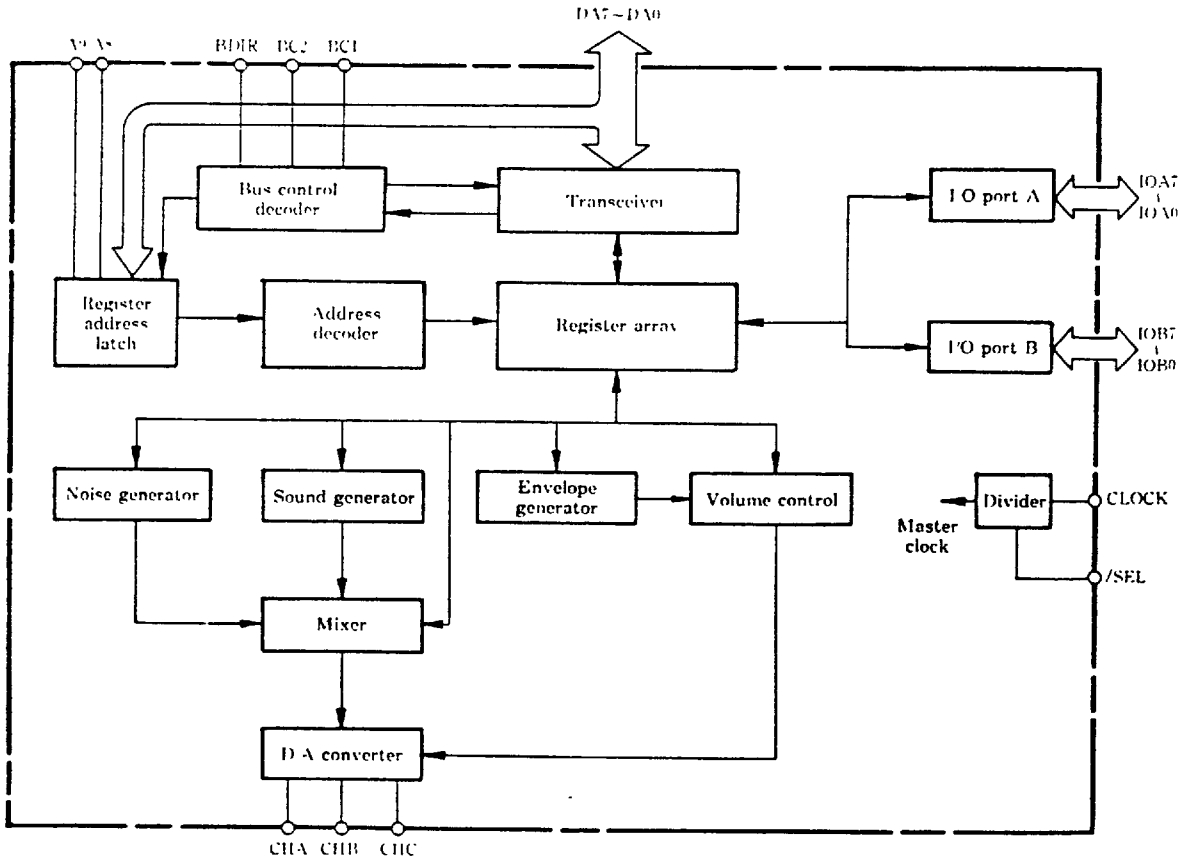 DA7~DA0
A9 A8 BDIR BC2 BC1
Bus control
decoder
Transceiver
I/O port A
IOA7
~
IOA0
Register
address
latch
Address
decoder
Register array
I/O port B
IOB7
~
IOB0
Noise generator
Sound generator
Envelope
generator
Volume control
Divider
CLOCK
Master
clock
/SEL
Mixer
D-A converter
CHA CHB CHC